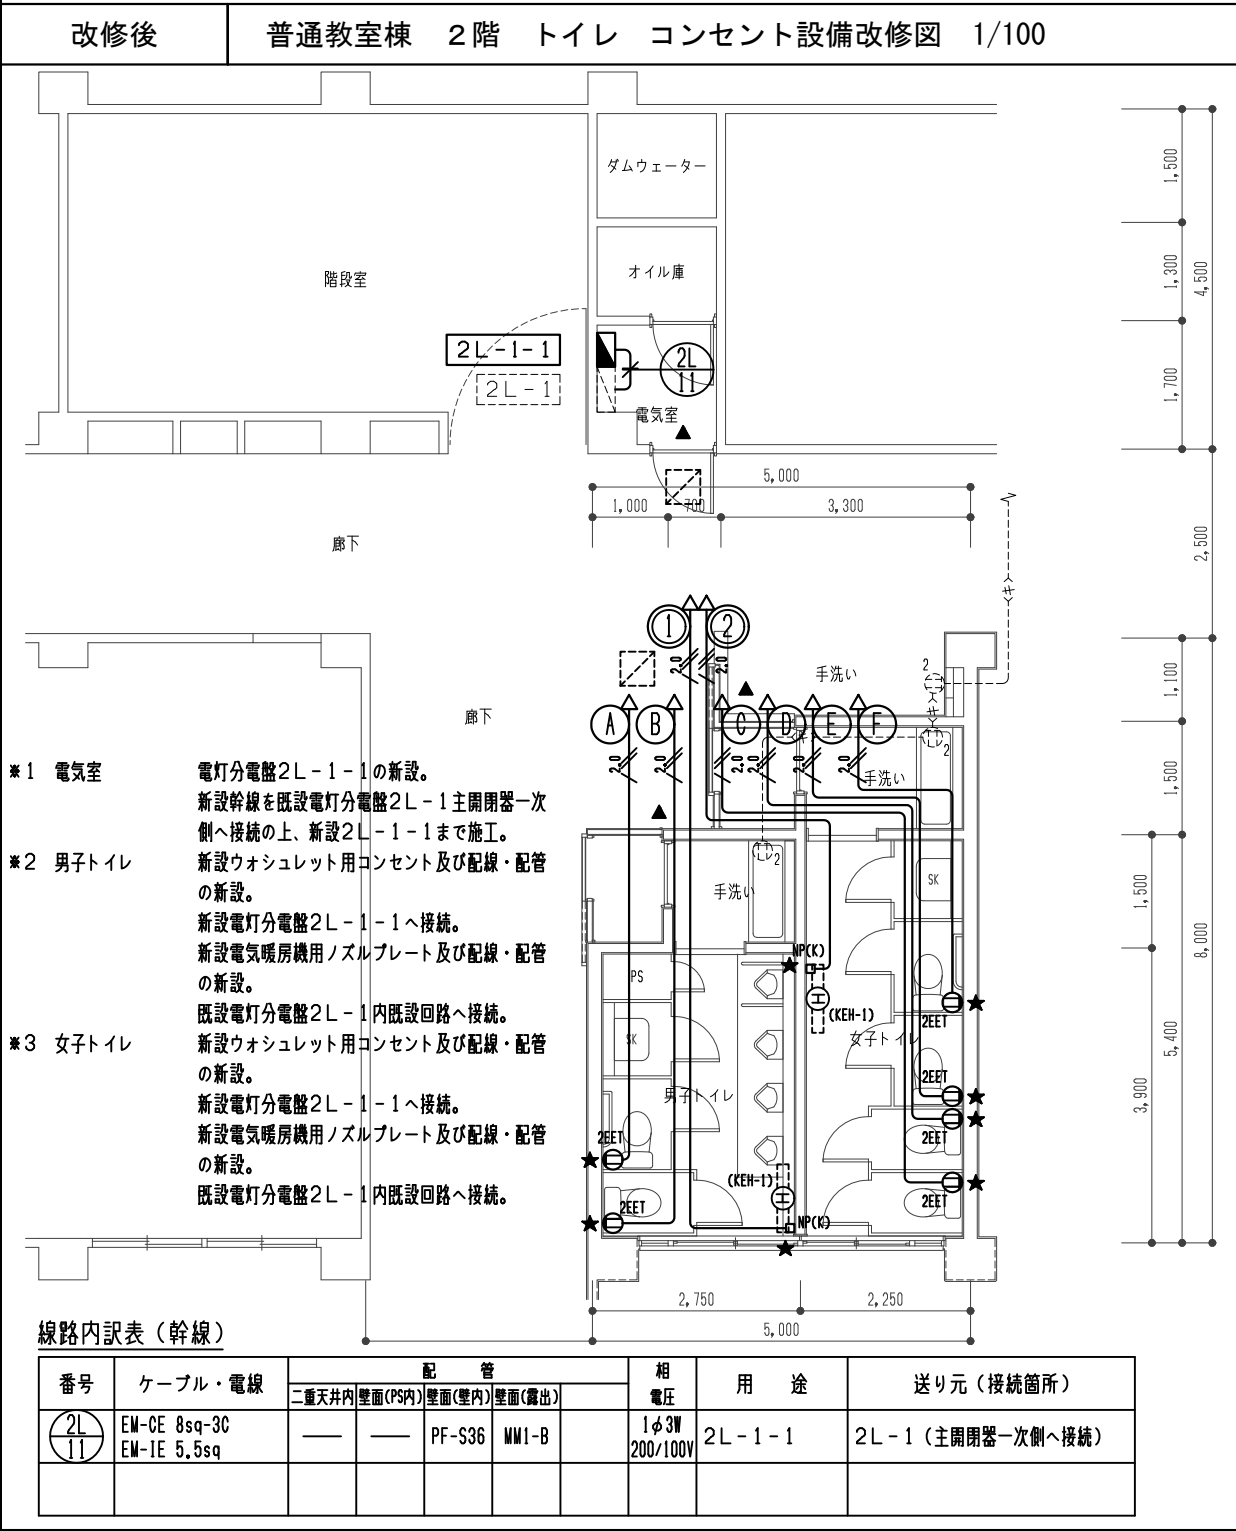 改修後
普通教室棟　２階　トイレ　コンセント設備改修図　1/100
ダムウェーター
オイル庫
階段室
2L-1-1
2L-1
2L
11
電気室
1,500
1,300
4,500
1,700
5,000
1,000
700
3,300
2,500
廊下
1
2
2.0
2.0
手洗い
2
1,100
廊下
A
B
C
D
E
F
キ
キ
キ
2
2.0
2.0
2.0
2.0
2.0
2.0
手洗い
1,500
※1　電気室　電灯分電盤2L-1-1の新設。
新設幹線を既設電灯分電盤2L-1主開閉器一次
側へ接続の上、新設2L-1-1まで施工。
※2　男子トイレ　新設ウォシュレット用コンセント及び配線・配管
の新設。
新設電灯分電盤2L-1-1へ接続。
新設電気暖房機用ノズルプレート及び配線・配管
の新設。
既設電灯分電盤2L-1内既設回路へ接続。
※3　女子トイレ　新設ウォシュレット用コンセント及び配線・配管
の新設。
新設電灯分電盤2L-1-1へ接続。
新設電気暖房機用ノズルプレート及び配線・配管
の新設。
既設電灯分電盤2L-1内既設回路へ接続。
2
手洗い
SK
1,500
8,000
NP(K)
PS
H
(KEH-1)
2EET
SK
女子トイレ
5,400
2EET
3,900
男子トイレ
2EET
2EET
(KEH-1)
H
2EET
2EET
NP(K)
2,750
2,250
5,000
線路内訳表（幹線）
番号　ケーブル・電線　配　管　相　用　途　送り元（接続箇所）
二重天井内　壁面(PS内)　壁面(壁内)　壁面(露出)　電圧
2L　EM-CE 8sq-3C　——　——　PF-S36　MM1-B　1φ3W　2L-1-1　2L-1（主開閉器一次側へ接続）
11　EM-IE 5.5sq　200/100V